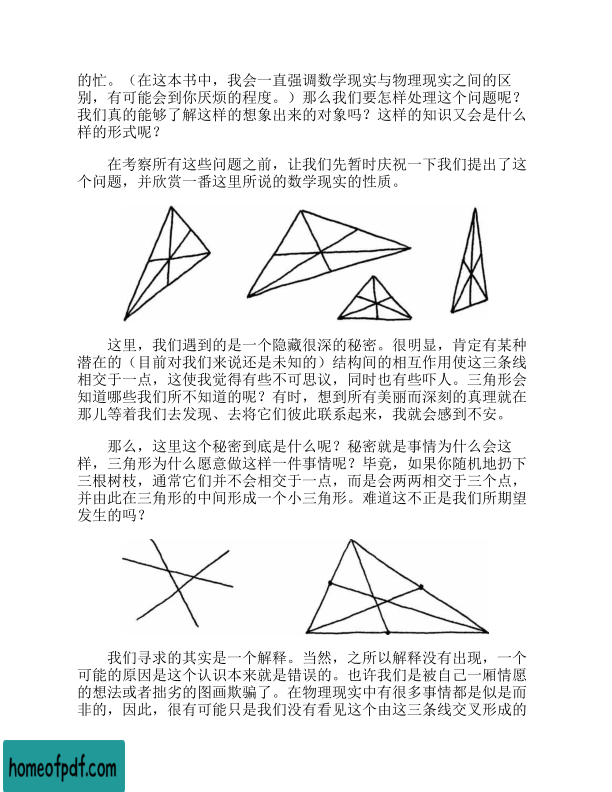 的忙。（在这本书中，我会一直强调数学现实与物理现实之间的区
别，有可能会到你厌烦的程度。）那么我们要怎样处理这个问题呢？
我们真的能够了解这样的想象出来的对象吗？这样的知识又会是什么
样的形式呢？
在考察所有这些问题之前，让我们先暂时庆祝一下我们提出了这
个问题，并欣赏一番这里所说的数学现实的性质。
这里，我们遇到的是一个隐藏很深的秘密。很明显，肯定有某种
潜在的（目前对我们来说还是未知的）结构间的相互作用使这三条线
相交于一点，这使我觉得有些不可思议，同时也有些吓人。三角形会
知道哪些我们所不知道的呢？有时，想到所有美丽而深刻的真理就在
那儿等着我们去发现、去将它们彼此联系起来，我就会感到不安。
那么，这里这个秘密到底是什么呢？秘密就是事情为什么会这
样，三角形为什么愿意做这样一件事情呢？毕竟，如果你随机地扔下
三根树枝，通常它们并不会相交于一点，而是会两两相交于三个点，
并由此在三角形的中间形成一个小三角形。难道这不正是我们所期望
发生的吗？
我们寻求的其实是一个解释。当然，之所以解释没有出现，一个
可能的原因是这个认识本来就是错误的。也许我们是被自己一厢情愿
的想法或者拙劣的图画欺骗了。在物理现实中有很多事情都是似是而
非的，因此，很有可能只是我们没有看见这个由这三条线交叉形成的
homeofpdf.com